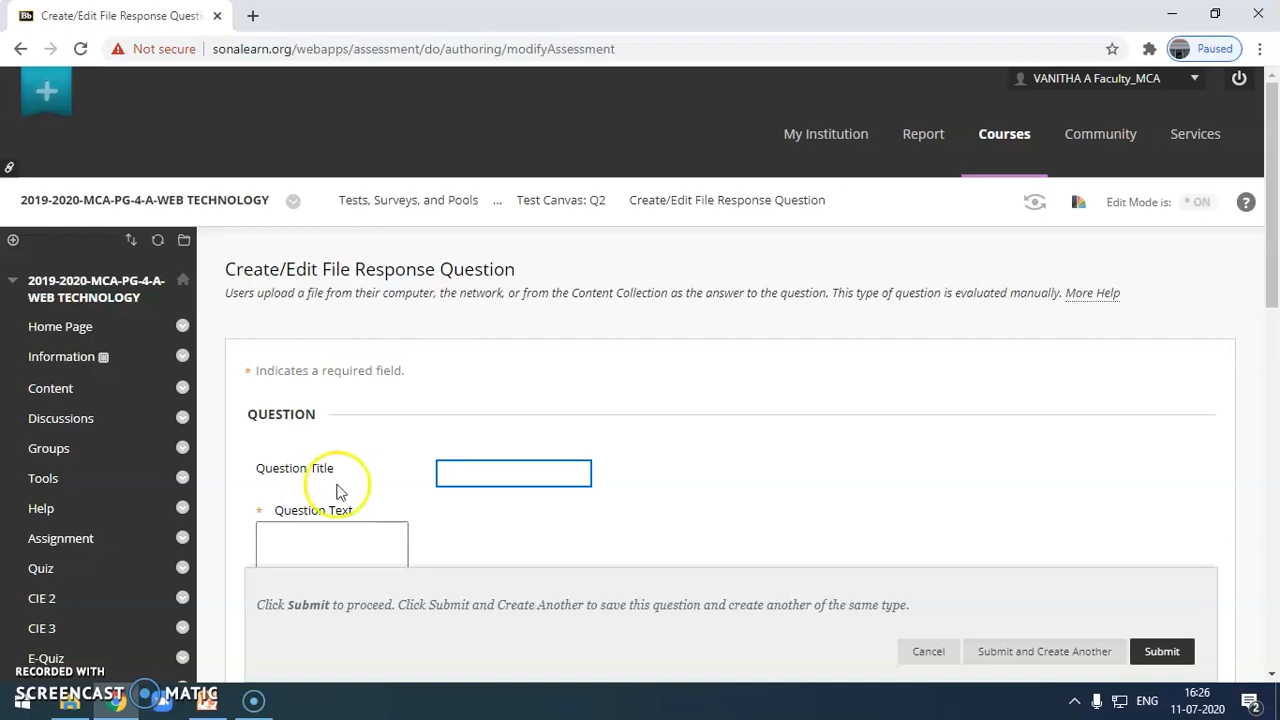 Bb Create/Edit File Response Questi
Not secure sonalearn.org/webapps/assessment/do/authoring/modifyAssessment Paused
VANITHA A Faculty_MCA
My Institution Report Courses Community Services
2019-2020-MCA-PG-4-A-WEB TECHNOLOGY Tests, Surveys, and Pools ... Test Canvas: Q2 Create/Edit File Response Question Edit Mode is: ON ?
2019-2020-MCA-PG-4-A-
WEB TECHNOLOGY
Home Page
Information
Content
Discussions
Groups
Tools
Help
Assignment
Quiz
CIE 2
CIE 3
E-Quiz
Create/Edit File Response Question
Users upload a file from their computer, the network, or from the Content Collection as the answer to the question. This type of question is evaluated manually. More Help
* Indicates a required field.
QUESTION
Question Title
* Question Text
Click Submit to proceed. Click Submit and Create Another to save this question and create another of the same type.
Cancel Submit and Create Another Submit
RECORDED WITH
SCREENCAST MATIC
ENG
16:26
11-07-2020
2